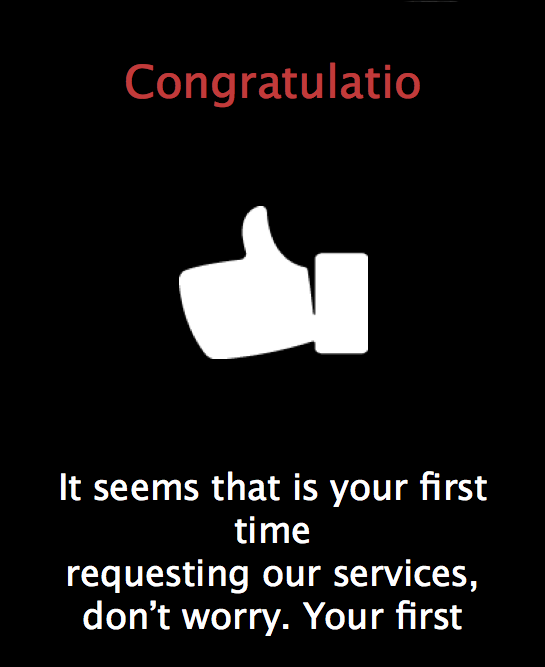 Congratulatio
It seems that is your first
time
requesting our services,
don’t worry. Your first